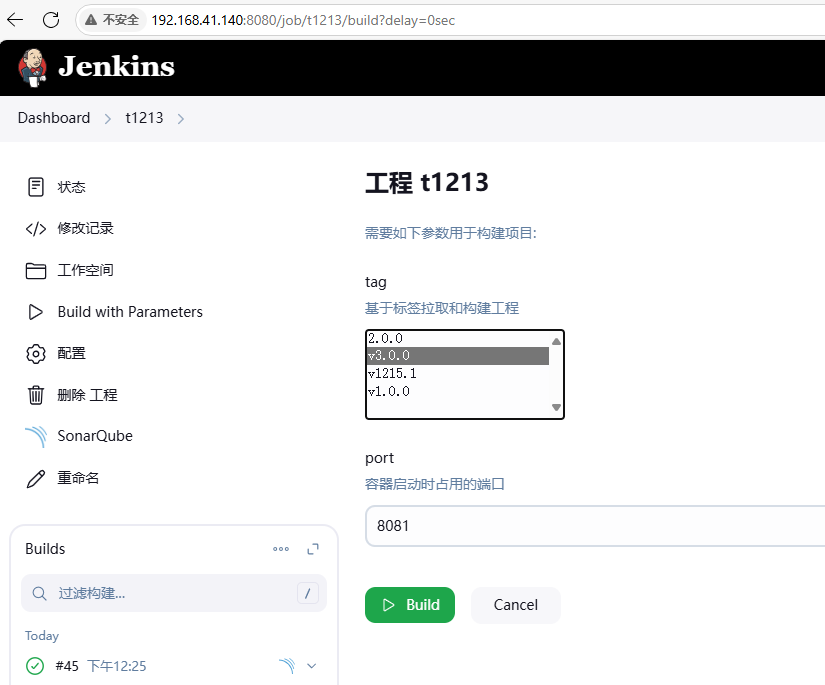 不安全 192.168.41.140:8080/job/t1213/build?delay=0sec
Jenkins
Dashboard t1213
状态
修改记录
工作空间
Build with Parameters
配置
删除 工程
SonarQube
重命名
Builds
过滤构建... /
Today
#45 下午12:25
工程 t1213
需要如下参数用于构建项目:
tag
基于标签拉取和构建工程
2.0.0
v3.0.0
v1215.1
v1.0.0
port
容器启动时占用的端口
8081
Build Cancel